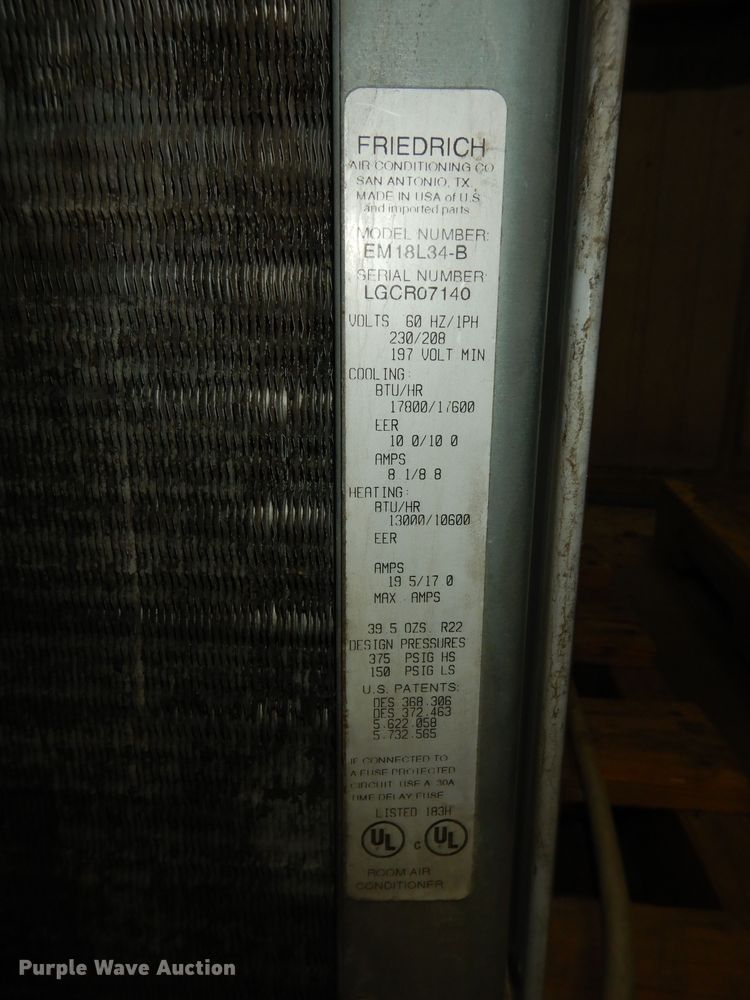 FRIEDRICH
AIR CONDITIONING CO
SAN ANTONIO, TX.
MADE IN USA of U.S.
and imported parts
MODEL NUMBER:
EM18L34-B
SERIAL NUMBER:
LGCR07140
VOLTS 60 HZ/1PH
230/208
197 VOLT MIN
COOLING:
BTU/HR
17800/17600
EER
10 0/10 0
AMPS
8 1/8 8
HEATING:
BTU/HR
13000/10600
EER
AMPS
19 5/17 0
MAX. AMPS
39 5 OZS. R22
DESIGN PRESSURES
375 PSIG HS
150 PSIG LS
U.S. PATENTS:
DES 368.306
DES 372.463
5.622.058
5.732.565
IF CONNECTED TO
A FUSE PROTECTED
CIRCUIT USE A 30A
TIME DELAY FUSE
LISTED 183H
UL C UL
ROOM AIR
CONDITIONER
Purple Wave Auction